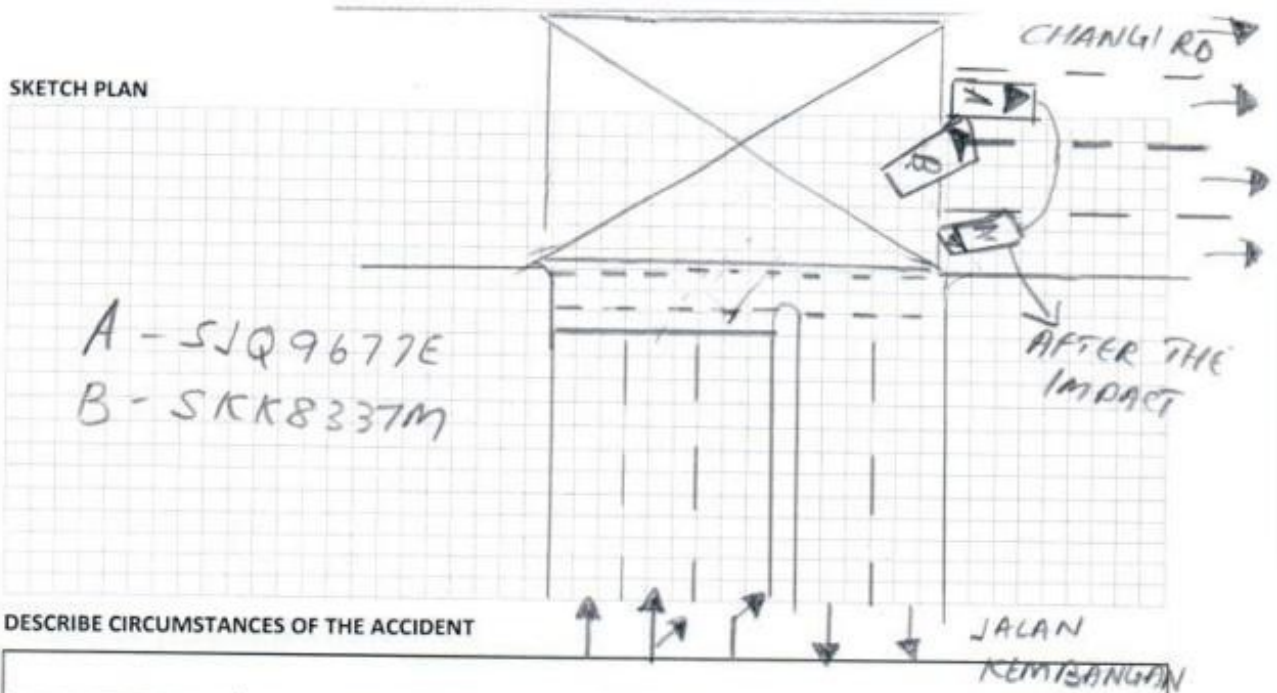 CHANGI RD
SKETCH PLAN
A
B
A - SJQ9677E
B - SKK8337M
AFTER THE
IMPACT
DESCRIBE CIRCUMSTANCES OF THE ACCIDENT
JALAN
KEMBANGAN